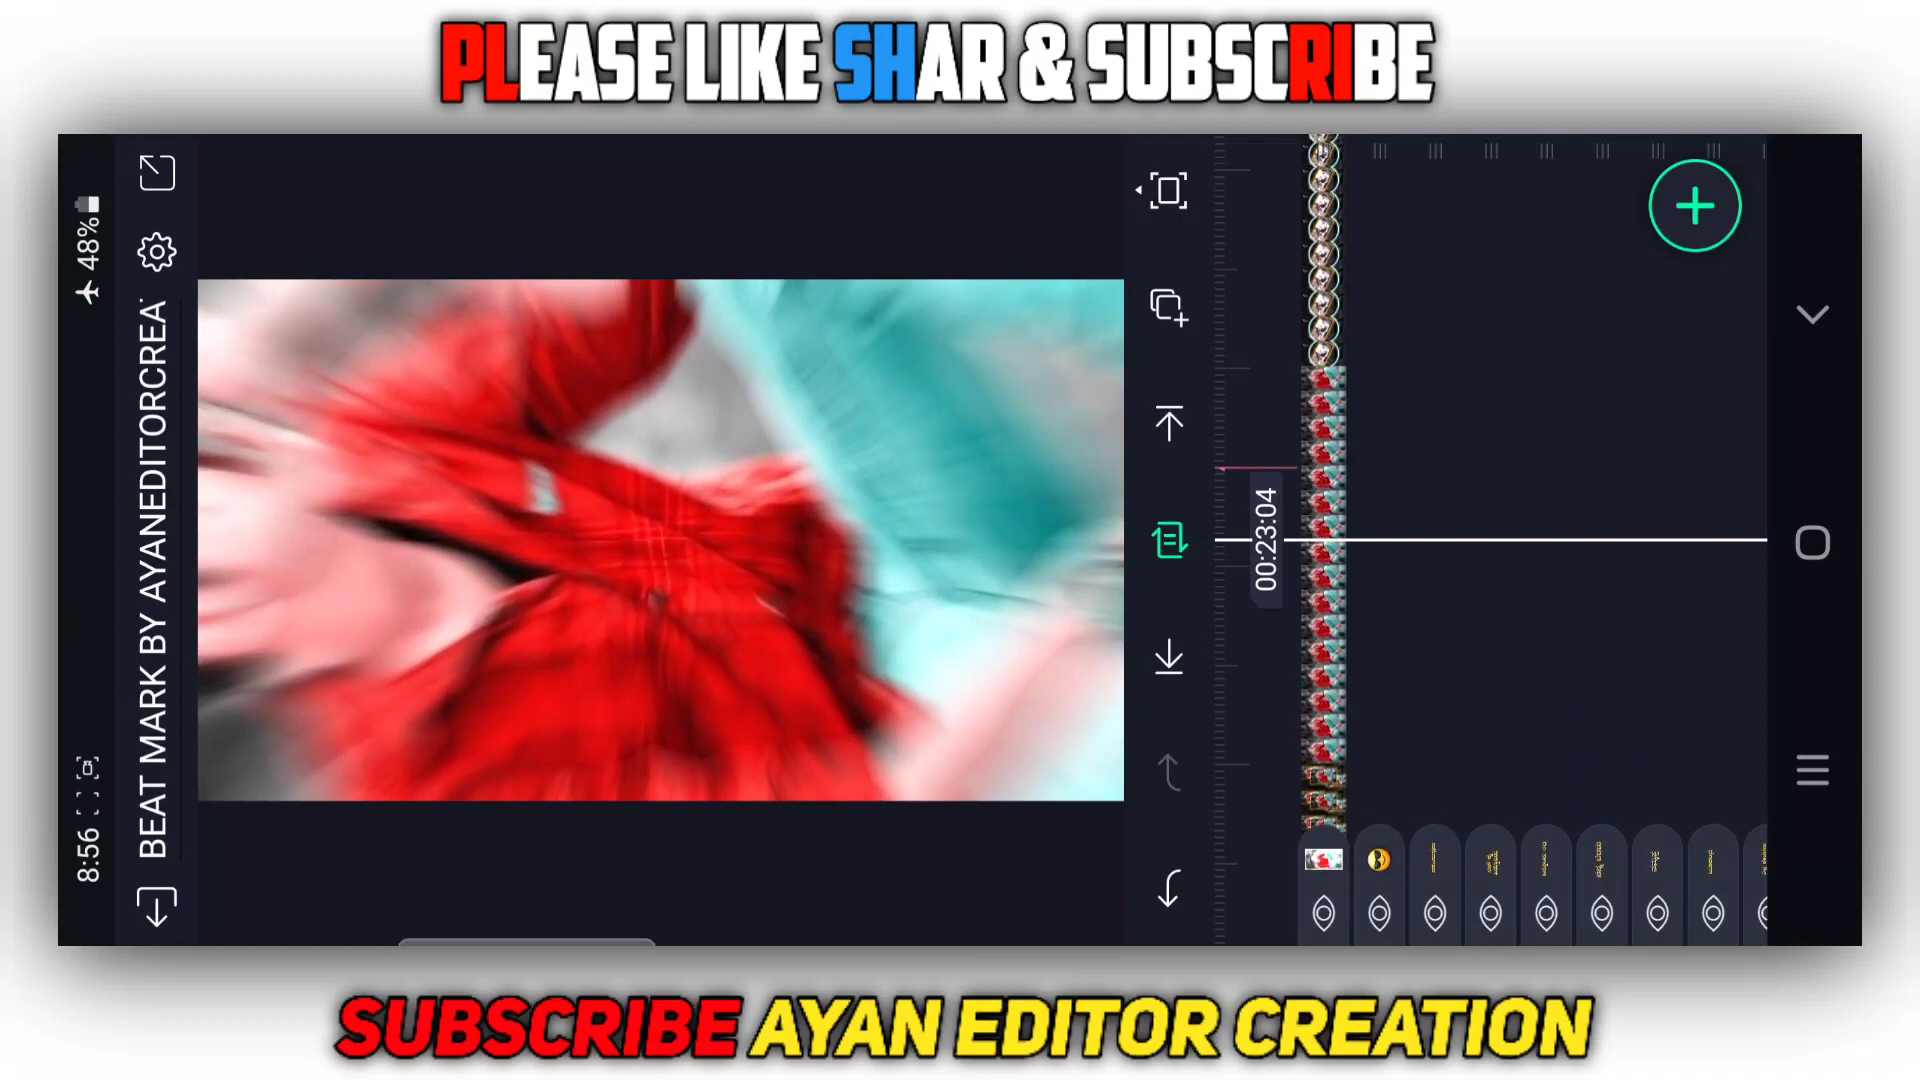 PLEASE LIKE SHAR & SUBSCRIBE
8:56
48%
BEAT MARK BY AYANEDITORCREA
00:23:04
SUBSCRIBE AYAN EDITOR CREATION